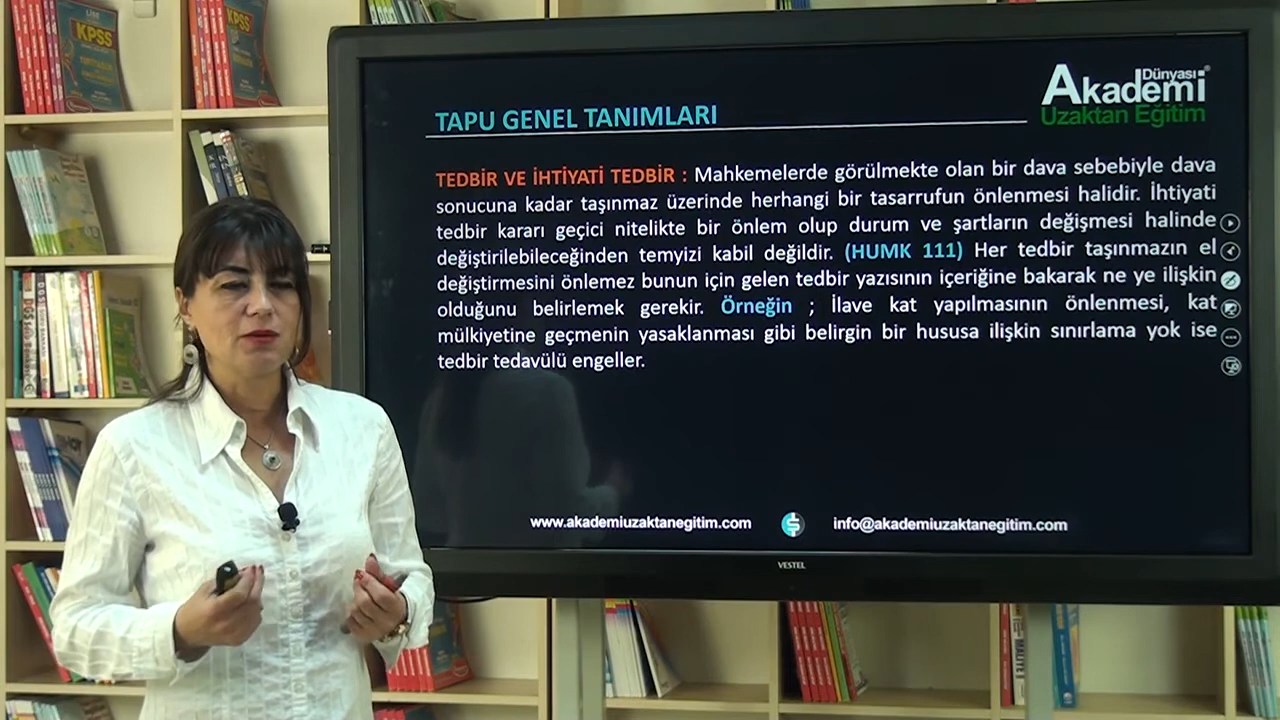 LİSE
KPSS
KPSS
Dünyası
Akademi
Uzaktan Eğitim
TAPU GENEL TANIMLARI
TEDBİR VE İHTİYATİ TEDBİR : Mahkemelerde görülmekte olan bir dava sebebiyle dava
sonucuna kadar taşınmaz üzerinde herhangi bir tasarrufun önlenmesi halidir. İhtiyati
tedbir kararı geçici nitelikte bir önlem olup durum ve şartların değişmesi halinde
değiştirilebileceğinden temyizi kabil değildir. (HUMK 111) Her tedbir taşınmazın el
değiştirmesini önlemez bunun için gelen tedbir yazısının içeriğine bakarak ne ye ilişkin
olduğunu belirlemek gerekir. Örneğin ; İlave kat yapılmasının önlenmesi, kat
mülkiyetine geçmenin yasaklanması gibi belirgin bir hususa ilişkin sınırlama yok ise
tedbir tedavülü engeller.
www.akademiuzaktanegitim.com
info@akademiuzaktanegitim.com
VESTEL